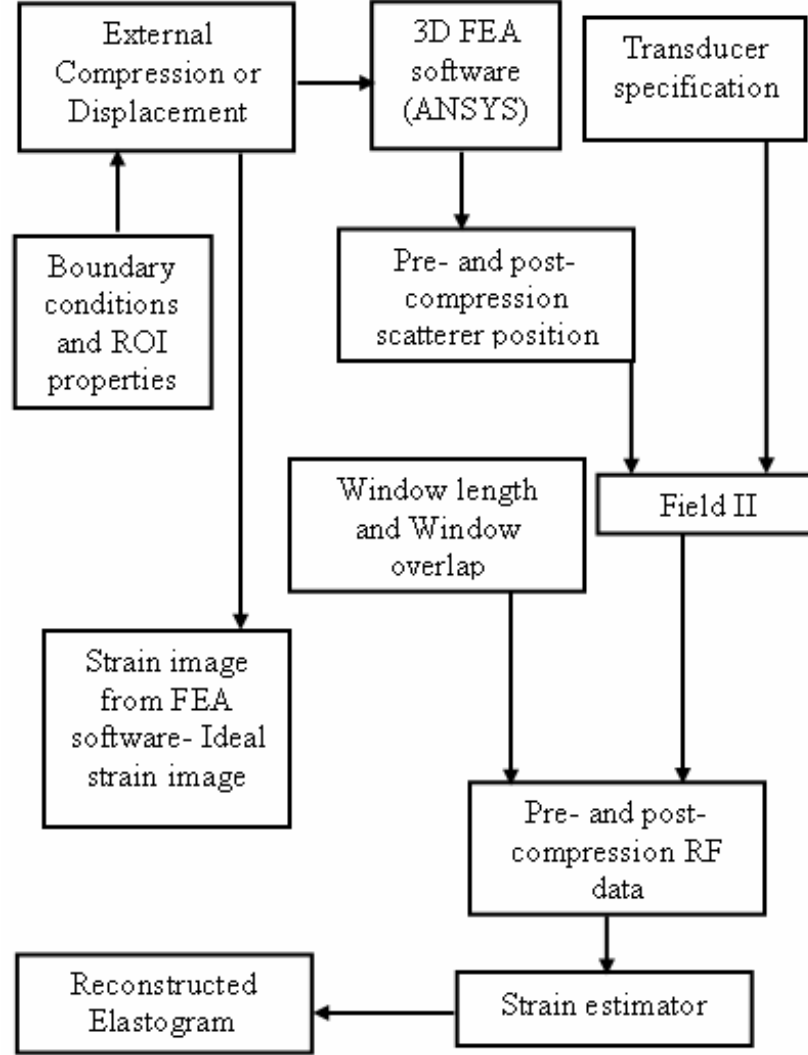 External
Compression or
Displacement
3D FEA
software
(ANSYS)
Transducer
specification
Boundary
conditions
and ROI
properties
Pre- and post-
compression
scatterer position
Window length
and Window
overlap
Field II
Strain image
from FEA
software- Ideal
strain image
Pre- and post-
compression RF
data
Reconstructed
Elastogram
Strain estimator